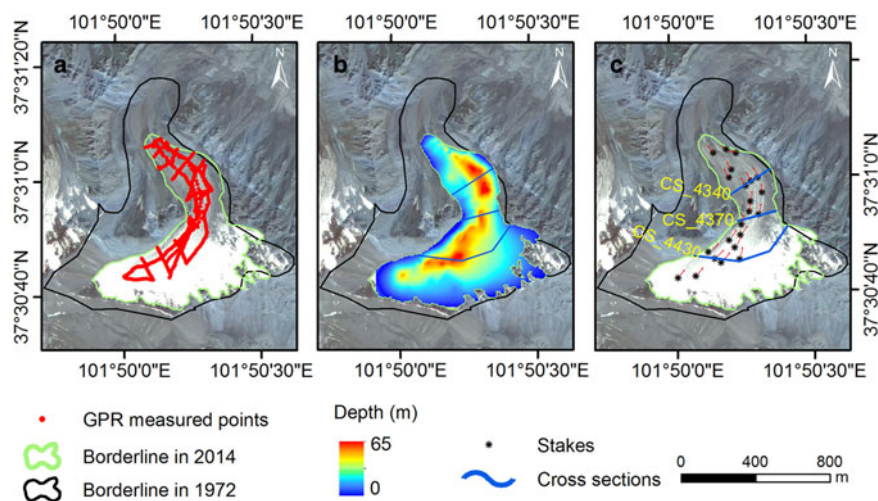 101°50'0"E
101°50'30"E
101°50'0"E
101°50'30"E
101°50'0"E
101°50'30"E
37°31'20"N
37°31'0"N
37°30'40"N
a
N
b
N
c
N
CS_4340
CS_4370
CS_4430
37°31'20"N
37°31'0"N
37°30'40"N
101°50'0"E
101°50'30"E
101°50'0"E
101°50'30"E
101°50'0"E
101°50'30"E
GPR measured points
Borderline in 2014
Borderline in 1972
Depth (m)
65
0
Stakes
Cross sections
0 400 800
m